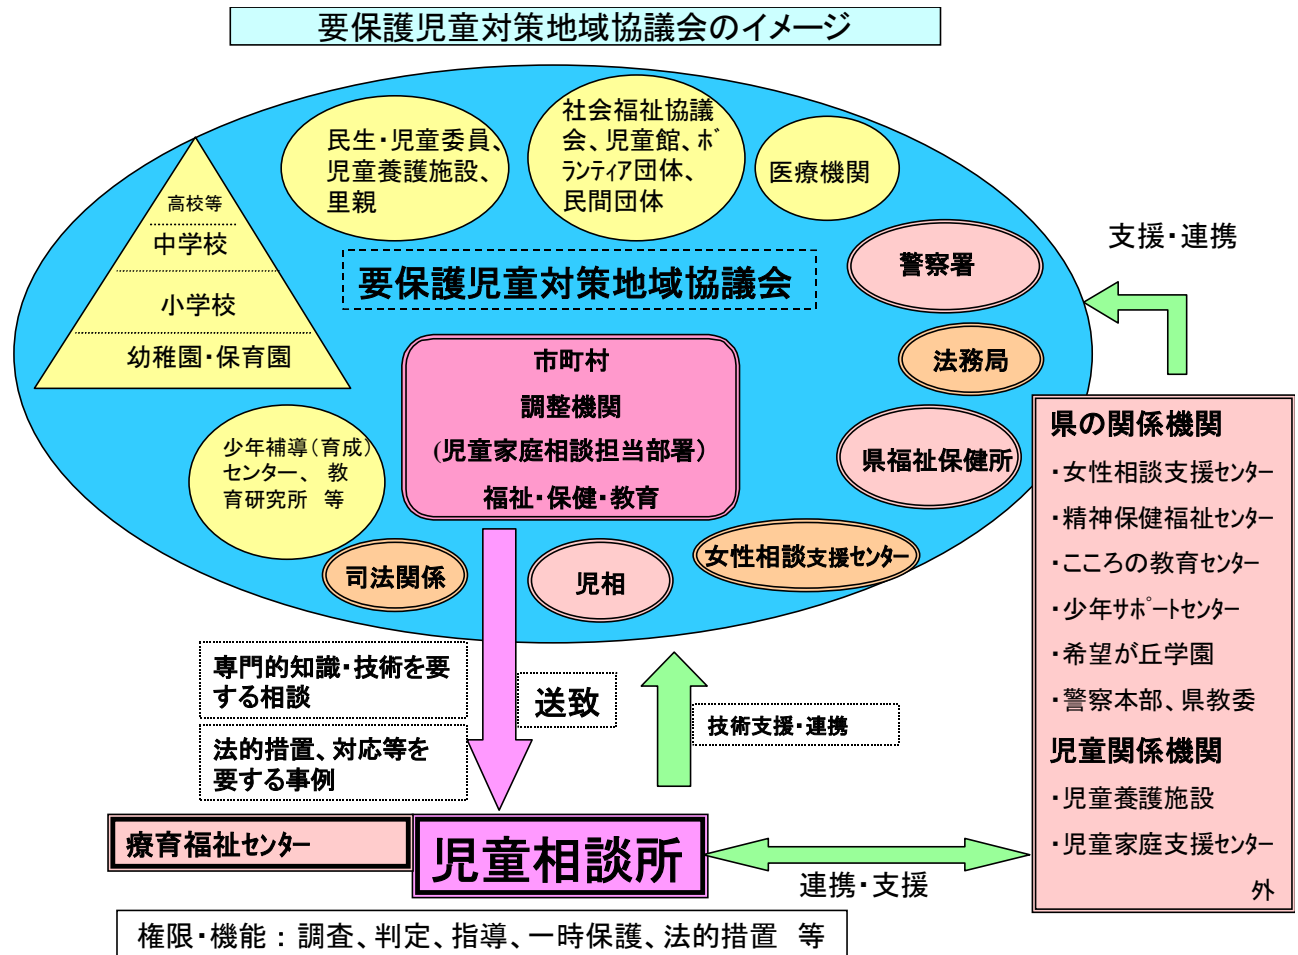 要保護児童対策地域協議会のイメージ
民生・児童委員、
児童養護施設、
里親
社会福祉協議
会、児童館、ボ
ランティア団体、
民間団体
医療機関
高校等
中学校
小学校
幼稚園・保育園
要保護児童対策地域協議会
警察署
法務局
県福祉保健所
女性相談支援センター
児相
司法関係
少年補導（育成）
センター、 教
育研究所 等
市町村
調整機関
(児童家庭相談担当部署）
福祉・保健・教育
支援・連携
県の関係機関
・女性相談支援センター
・精神保健福祉センター
・こころの教育センター
・少年サポートセンター
・希望が丘学園
・警察本部、県教委
児童関係機関
・児童養護施設
・児童家庭支援センター
外
専門的知識・技術を要
する相談
法的措置、対応等を
要する事例
送致
技術支援・連携
療育福祉センター
児童相談所
連携・支援
権限・機能 ： 調査、判定、指導、一時保護、法的措置 等